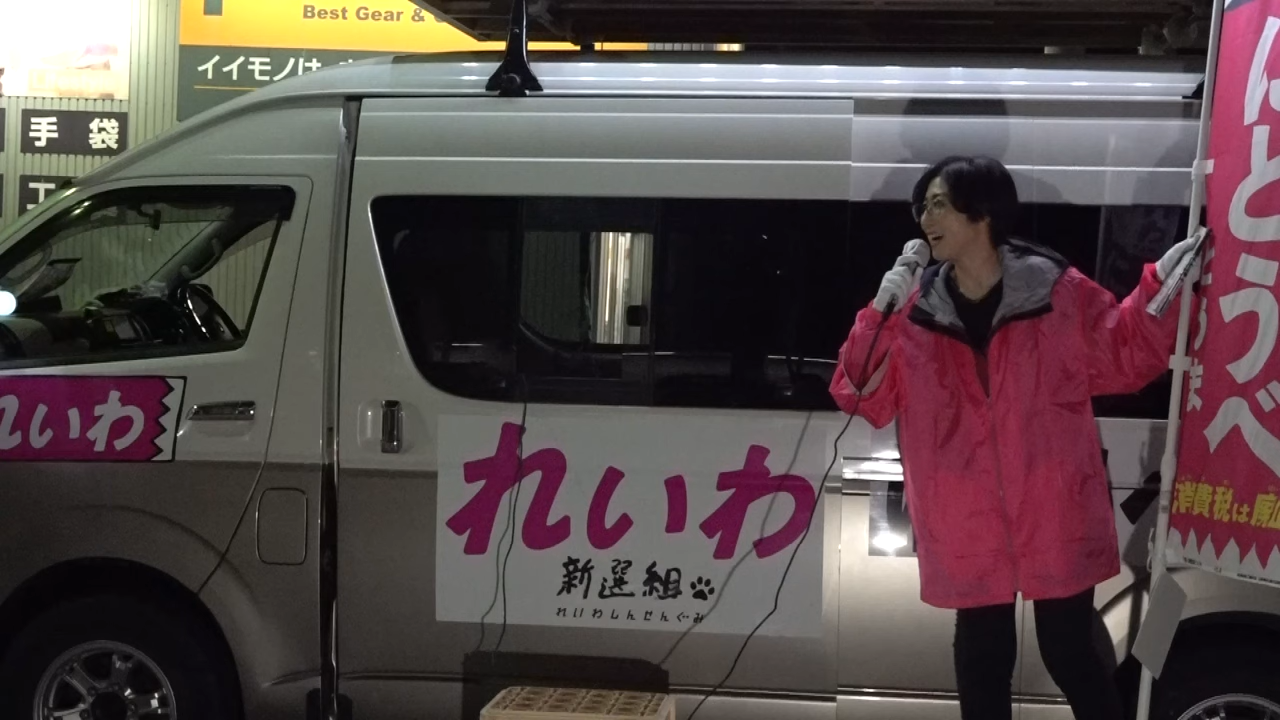 Best Gear &
イイモノは
手袋
れいわ
れいわ
新選組
れいわしんせんぐみ
とうべ
消費税は廃